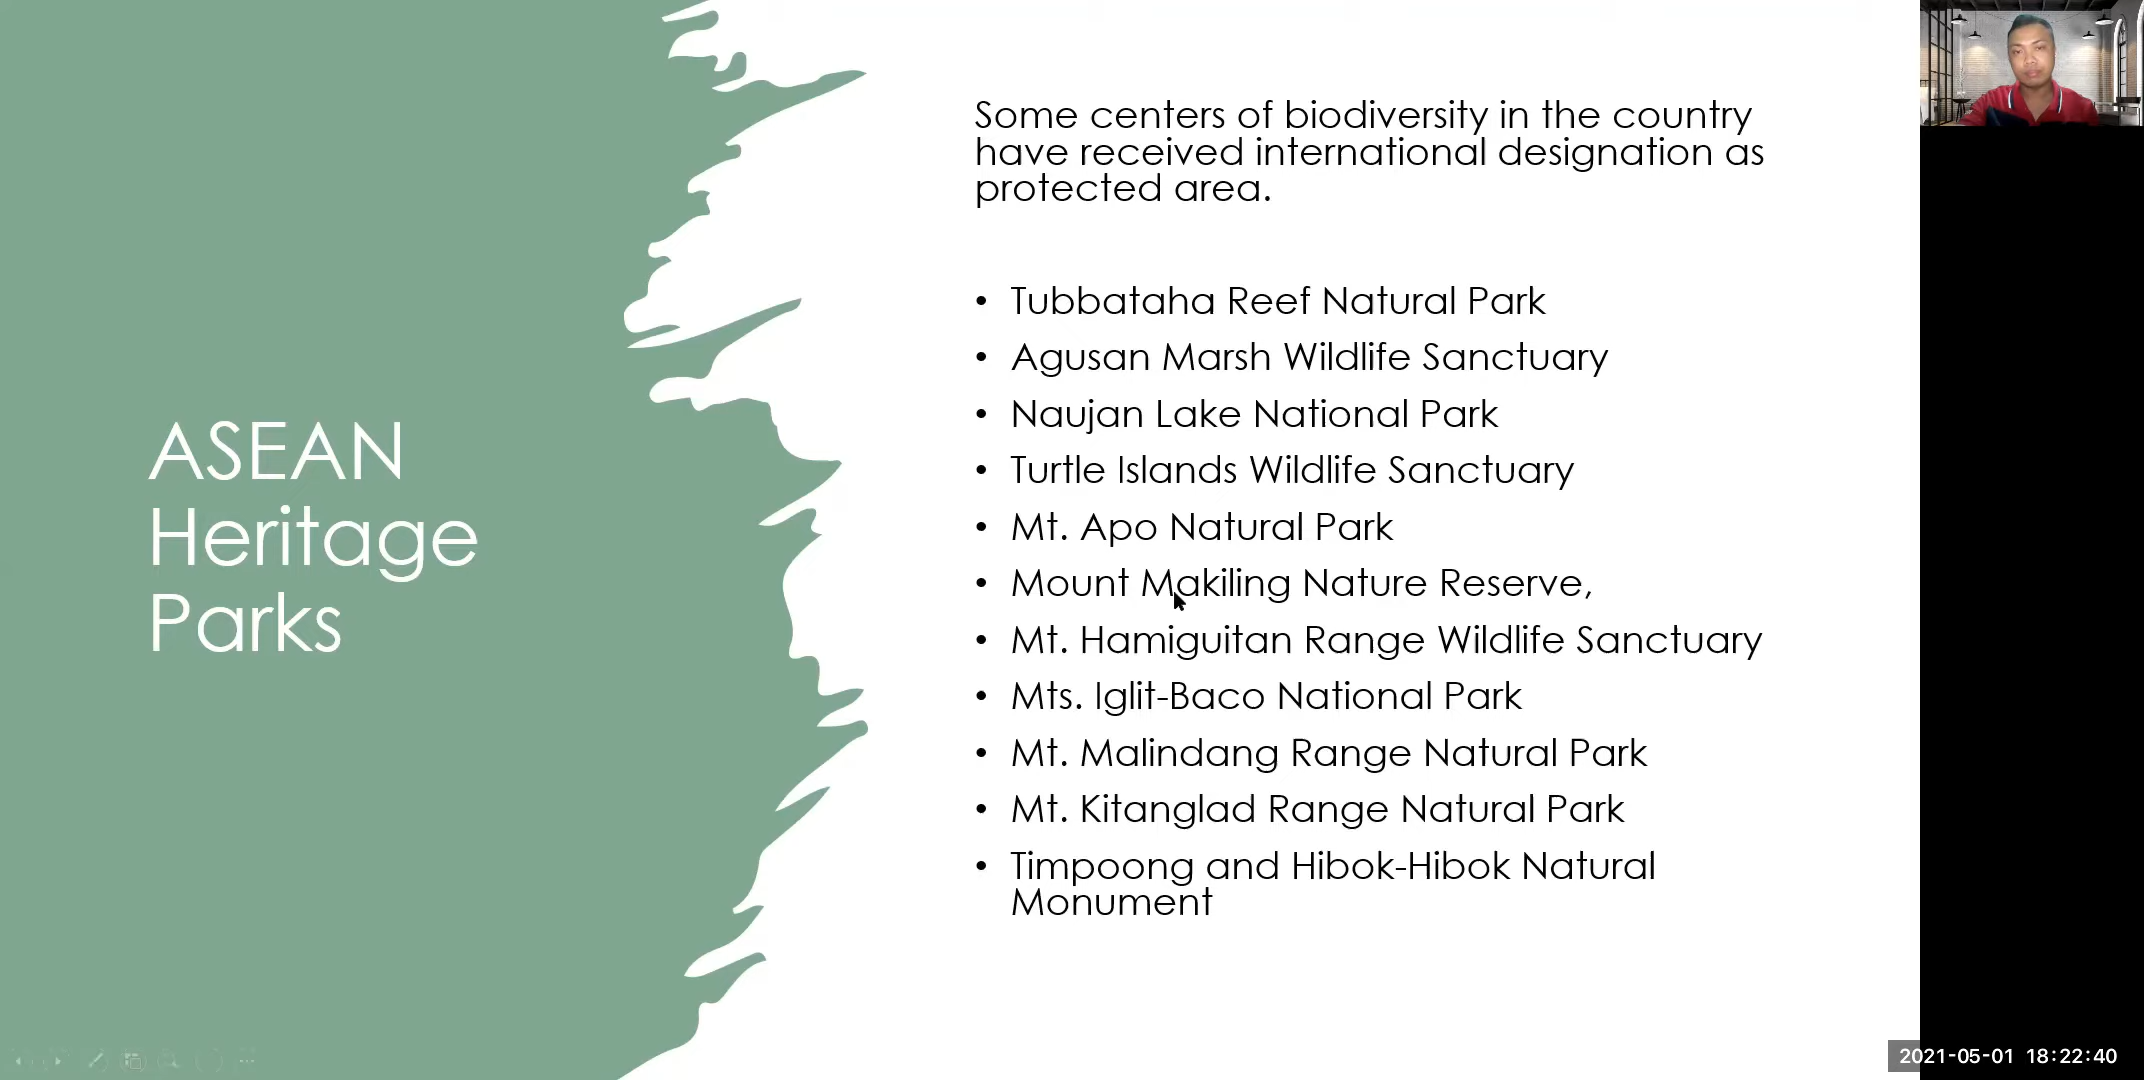 ASEAN
Heritage
Parks
Some centers of biodiversity in the country
have received international designation as
protected area.
• Tubbataha Reef Natural Park
• Agusan Marsh Wildlife Sanctuary
• Naujan Lake National Park
• Turtle Islands Wildlife Sanctuary
• Mt. Apo Natural Park
• Mount Makiling Nature Reserve,
• Mt. Hamiguitan Range Wildlife Sanctuary
• Mts. Iglit-Baco National Park
• Mt. Malindang Range Natural Park
• Mt. Kitanglad Range Natural Park
• Timpoong and Hibok-Hibok Natural
Monument
2021-05-01 18:22:40